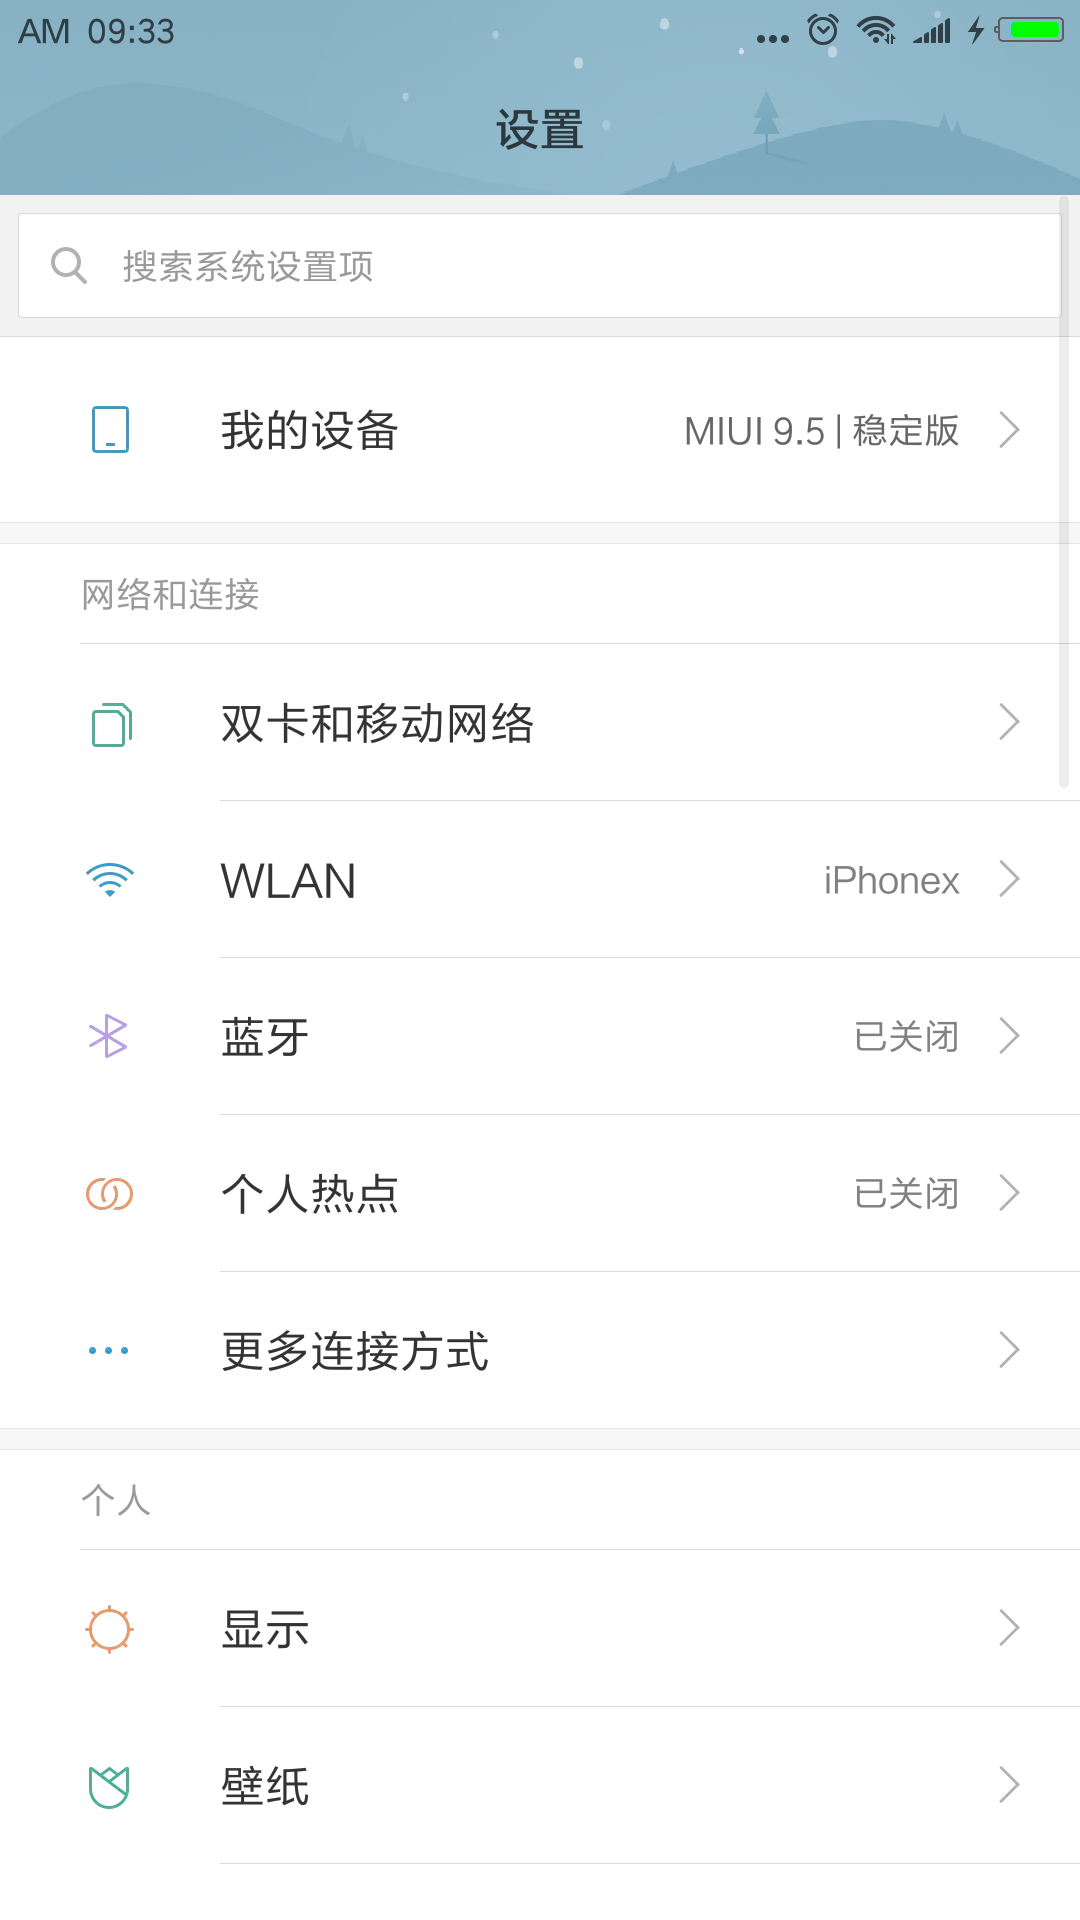 AM 09:33
设置
搜索系统设置项
我的设备
MIUI 9.5 | 稳定版
网络和连接
双卡和移动网络
WLAN
iPhonex
蓝牙
已关闭
个人热点
已关闭
更多连接方式
个人
显示
壁纸